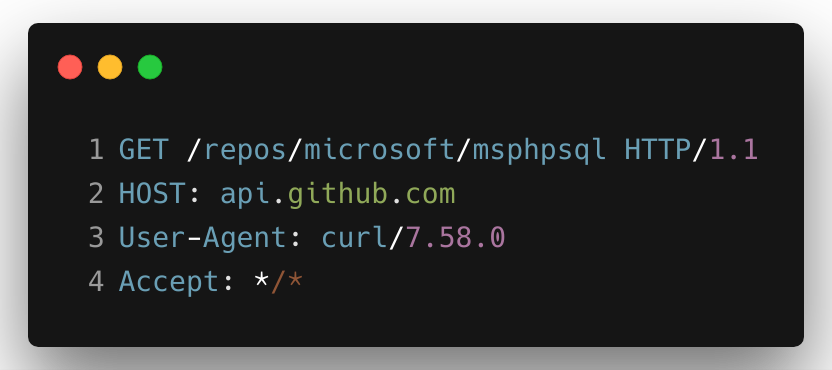 1 GET /repos/microsoft/msphpsql HTTP/1.1
2 HOST: api.github.com
3 User-Agent: curl/7.58.0
4 Accept: */*